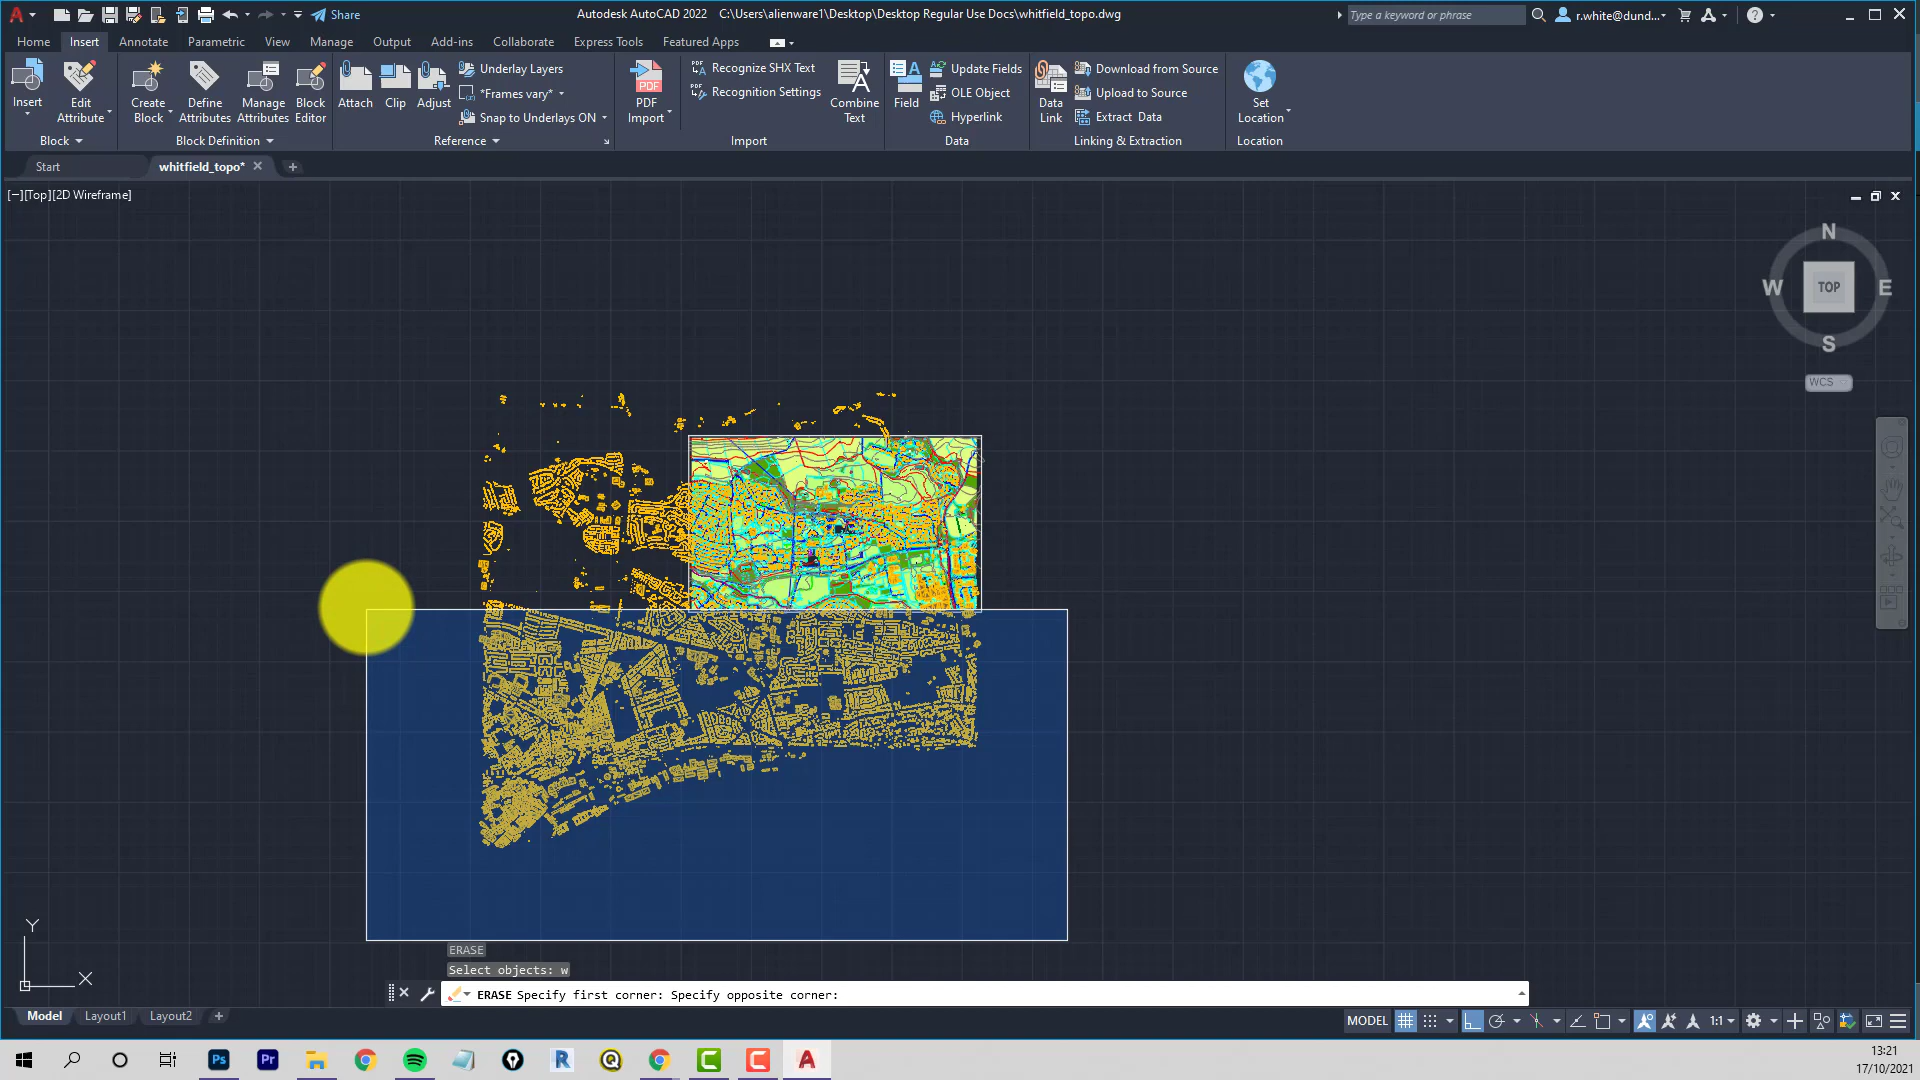 Share
Autodesk AutoCAD 2022 C:\Users\alienware1\Desktop\Desktop Regular Use Docs\whitfield_topo.dwg
Type a keyword or phrase
r.white@dund...
Home Insert Annotate Parametric View Manage Output Add-ins Collaborate Express Tools Featured Apps
Insert
Edit Attribute
Create Block
Define Attributes
Manage Attributes
Block Editor
Attach
Clip
Adjust
Underlay Layers
*Frames vary*
Snap to Underlays ON
PDF
PDF Import
Recognize SHX Text
Recognition Settings
Combine Text
Field
Update Fields
OLE Object
Hyperlink
Data Link
Download from Source
Upload to Source
Extract Data
Set Location
Block
Block Definition
Reference
Import
Data
Linking & Extraction
Location
Start
whitfield_topo*
[−][Top][2D Wireframe]
N
W TOP E
S
WCS
Y
X
ERASE
Select objects: w
ERASE Specify first corner: Specify opposite corner:
Model Layout1 Layout2
MODEL
1:1
Ps Pr R
13:21
17/10/2021